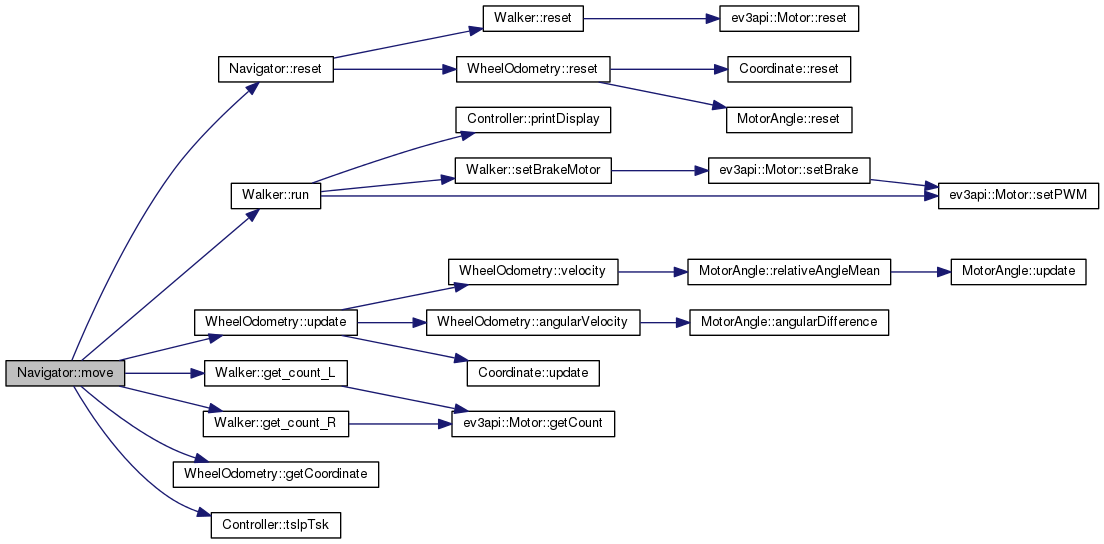 Walker::reset
ev3api::Motor::reset
Navigator::reset
WheelOdometry::reset
Coordinate::reset
MotorAngle::reset
Controller::printDisplay
Walker::setBrakeMotor
ev3api::Motor::setBrake
Walker::run
ev3api::Motor::setPWM
WheelOdometry::velocity
MotorAngle::relativeAngleMean
MotorAngle::update
WheelOdometry::update
WheelOdometry::angularVelocity
MotorAngle::angularDifference
Navigator::move
Walker::get_count_L
Coordinate::update
Walker::get_count_R
ev3api::Motor::getCount
WheelOdometry::getCoordinate
Controller::tslpTsk